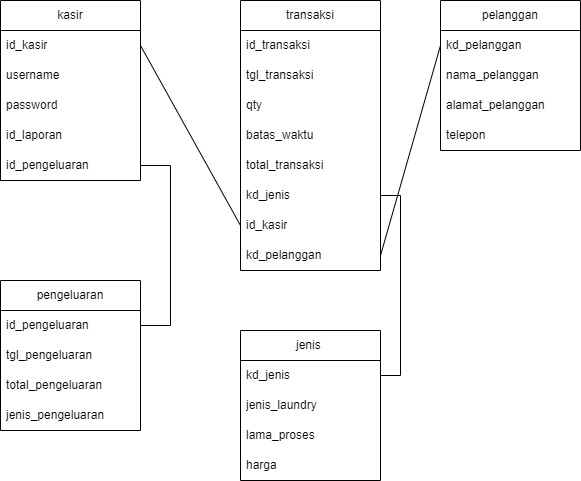 kasir
id_kasir
username
password
id_laporan
id_pengeluaran
transaksi
id_transaksi
tgl_transaksi
qty
batas_waktu
total_transaksi
kd_jenis
id_kasir
kd_pelanggan
pelanggan
kd_pelanggan
nama_pelanggan
alamat_pelanggan
telepon
pengeluaran
id_pengeluaran
tgl_pengeluaran
total_pengeluaran
jenis_pengeluaran
jenis
kd_jenis
jenis_laundry
lama_proses
harga